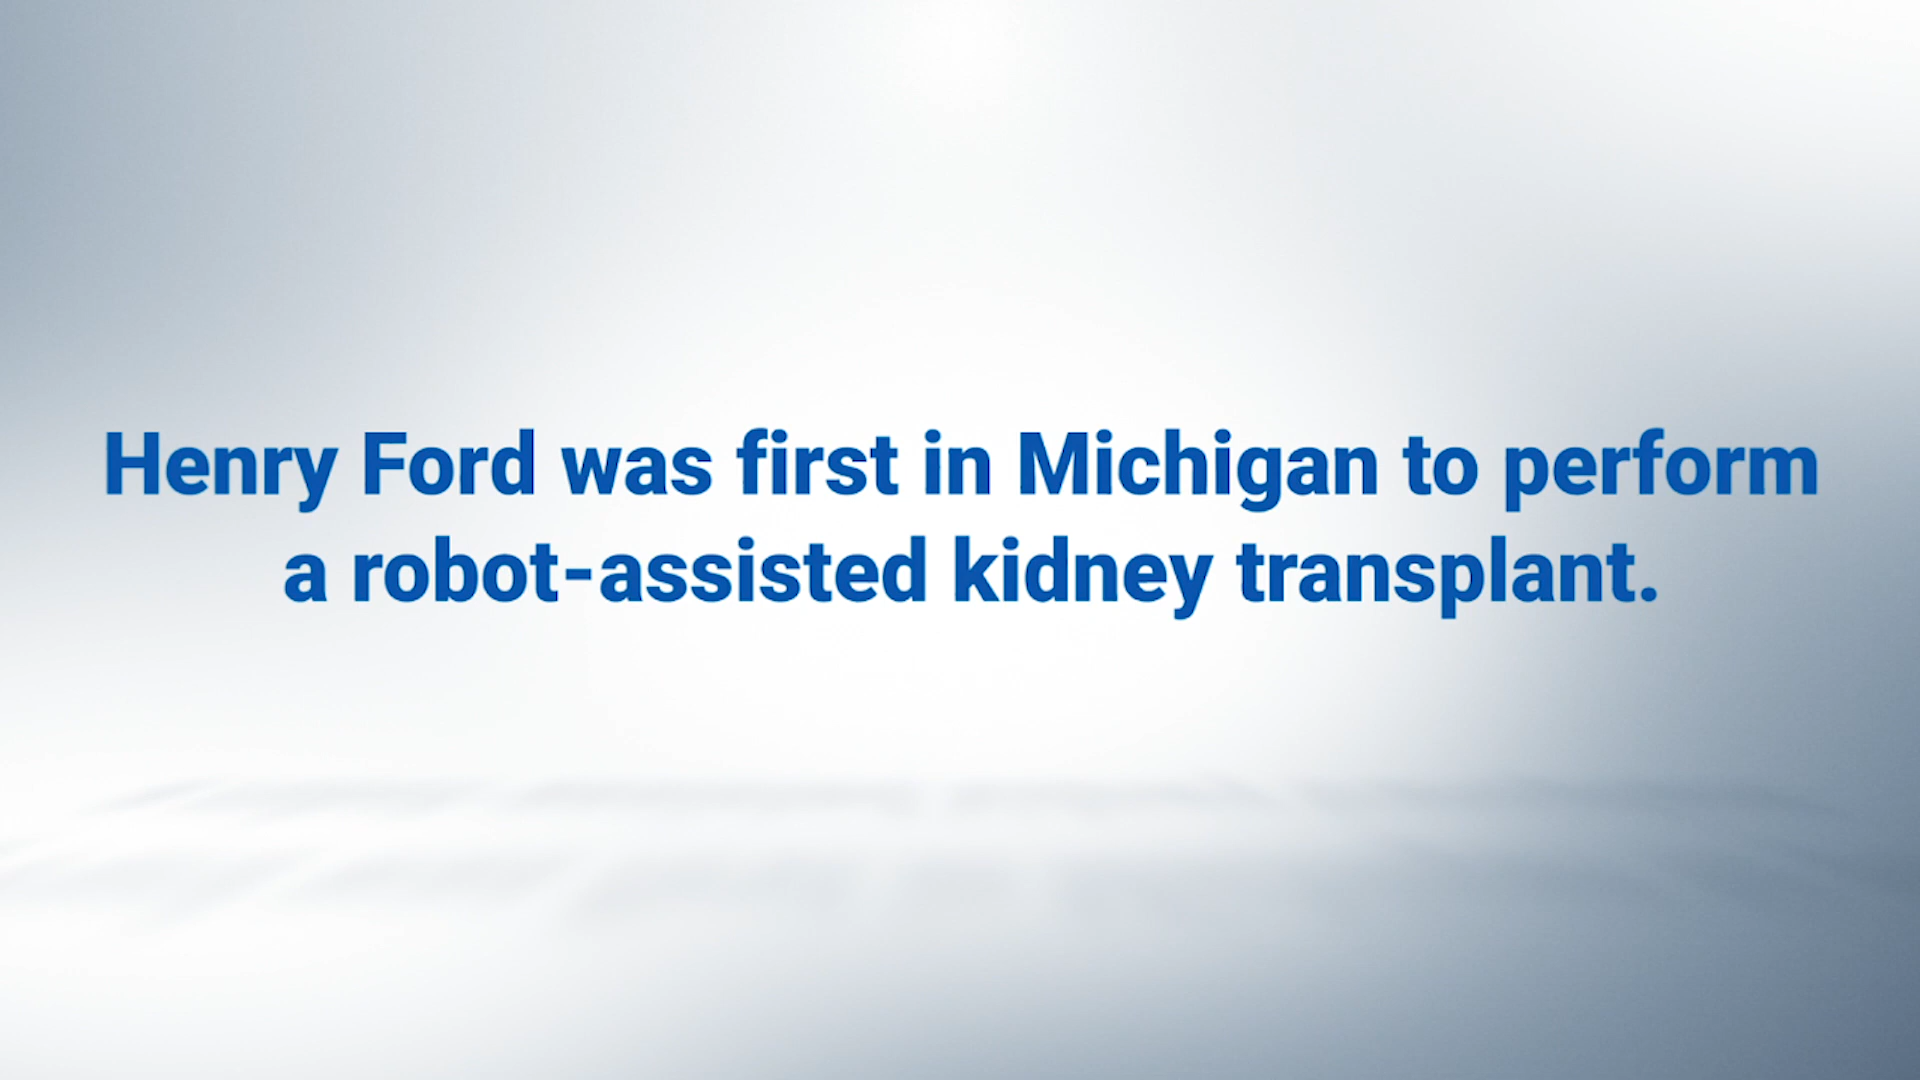 Henry Ford was first in Michigan to perform
a robot-assisted kidney transplant.